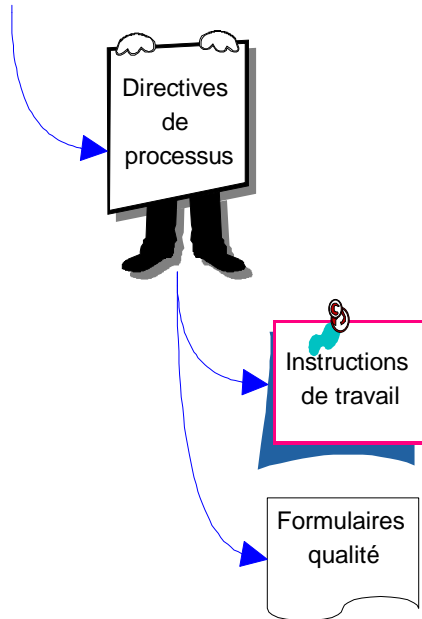 Directives
de
processus
Instructions
de travail
Formulaires
qualité